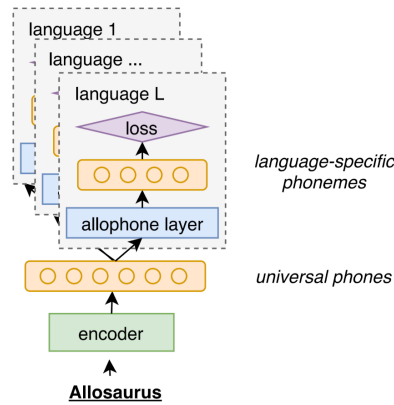 language 1
language ...
language L
loss
language-specific
phonemes
allophone layer
universal phones
encoder
Allosaurus